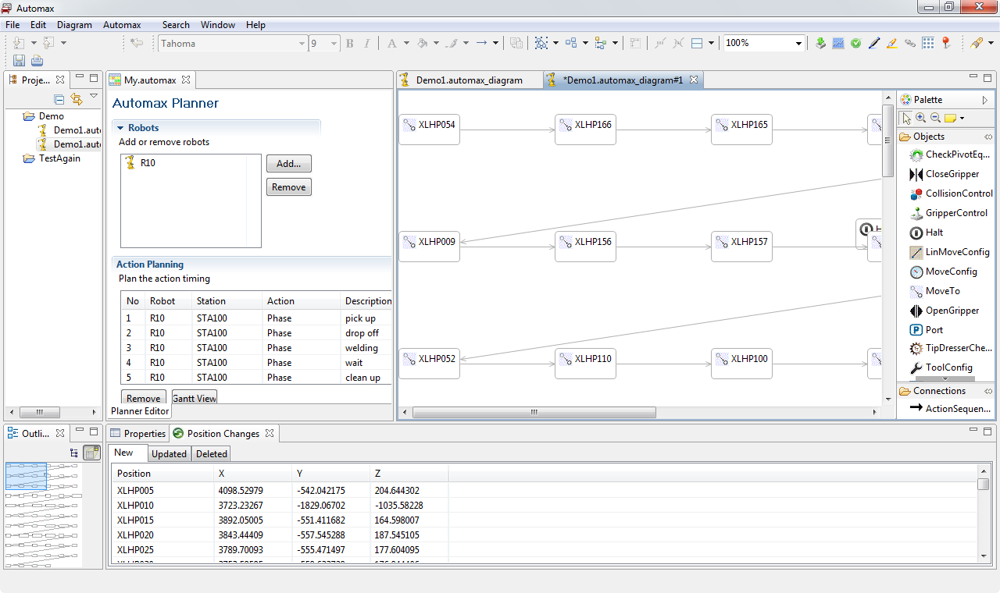 Automax
File Edit Diagram Automax Search Window Help
Tahoma 9 B I A 100%
Proje...
Demo
Demo1.auto
Demo1.auto
TestAgain
My.automax
Automax Planner
Robots
Add or remove robots
R10
Add...
Remove
Action Planning
Plan the action timing
No Robot Station Action Description
1 R10 STA100 Phase pick up
2 R10 STA100 Phase drop off
3 R10 STA100 Phase welding
4 R10 STA100 Phase wait
5 R10 STA100 Phase clean up
Remove Gantt View
Planner Editor
Demo1.automax_diagram *Demo1.automax_diagram#1
XLHP054 XLHP166 XLHP165
XLHP009 XLHP156 XLHP157
XLHP052 XLHP110 XLHP100
Palette
Objects
CheckPivotEq...
CloseGripper
CollisionControl
GripperControl
Halt
LinMoveConfig
MoveConfig
MoveTo
OpenGripper
Port
TipDresserChe...
ToolConfig
Connections
ActionSequen...
Outli...
Properties Position Changes
New Updated Deleted
Position X Y Z
XLHP005 4098.52979 -542.042175 204.644302
XLHP010 3723.23267 -1829.06702 -1035.58228
XLHP015 3892.05005 -551.411682 164.598007
XLHP020 3843.44409 -557.545288 187.545105
XLHP025 3789.70093 -555.471497 177.604095